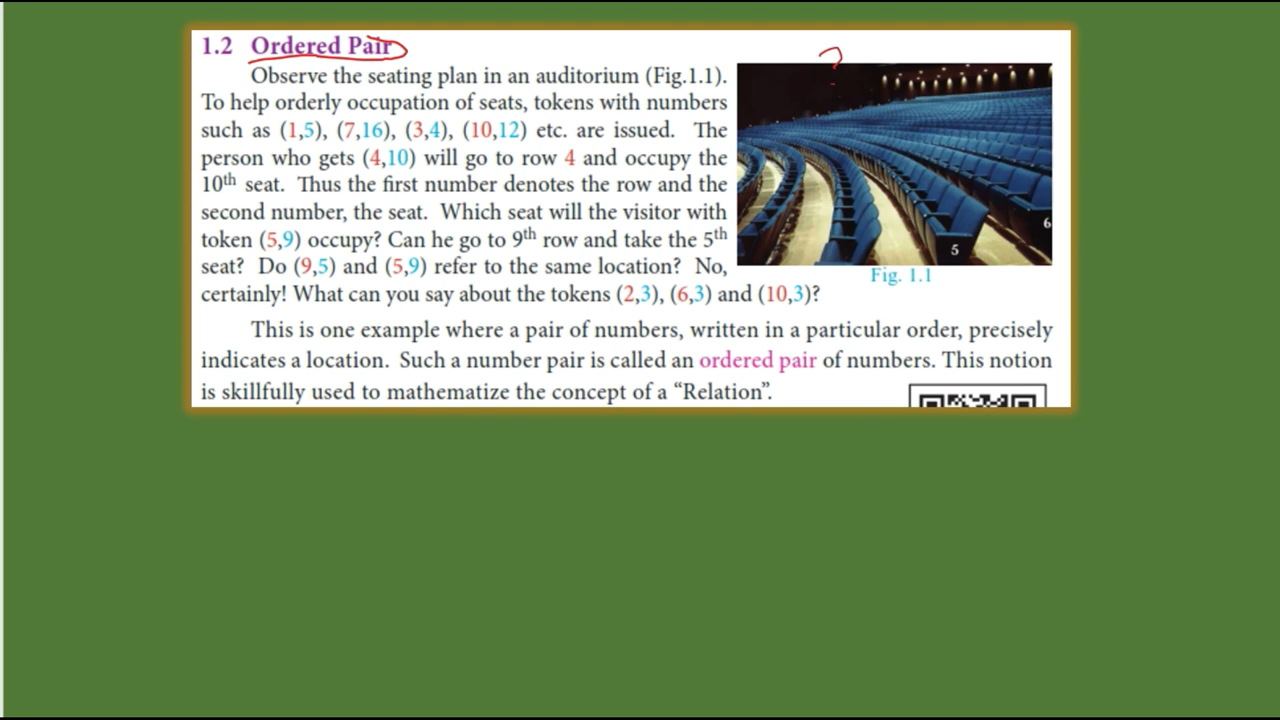 1.2 Ordered Pair
Observe the seating plan in an auditorium (Fig.1.1).
To help orderly occupation of seats, tokens with numbers
such as (1,5), (7,16), (3,4), (10,12) etc. are issued. The
person who gets (4,10) will go to row 4 and occupy the
10th seat. Thus the first number denotes the row and the
second number, the seat. Which seat will the visitor with
token (5,9) occupy? Can he go to 9th row and take the 5th
seat? Do (9,5) and (5,9) refer to the same location? No,
certainly! What can you say about the tokens (2,3), (6,3) and (10,3)?
6
5
Fig. 1.1
This is one example where a pair of numbers, written in a particular order, precisely
indicates a location. Such a number pair is called an ordered pair of numbers. This notion
is skillfully used to mathematize the concept of a “Relation”.